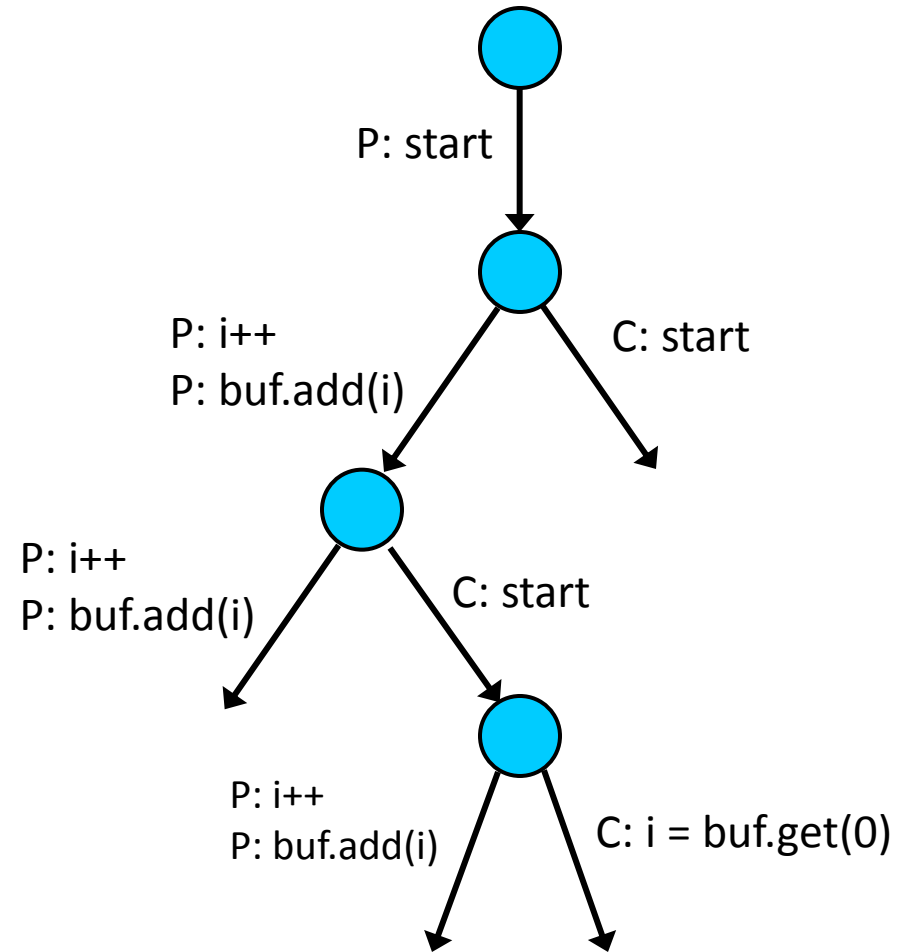 P: start
P: i++
P: buf.add(i)
C: start
P: i++
P: buf.add(i)
C: start
P: i++
P: buf.add(i)
C: i = buf.get(0)